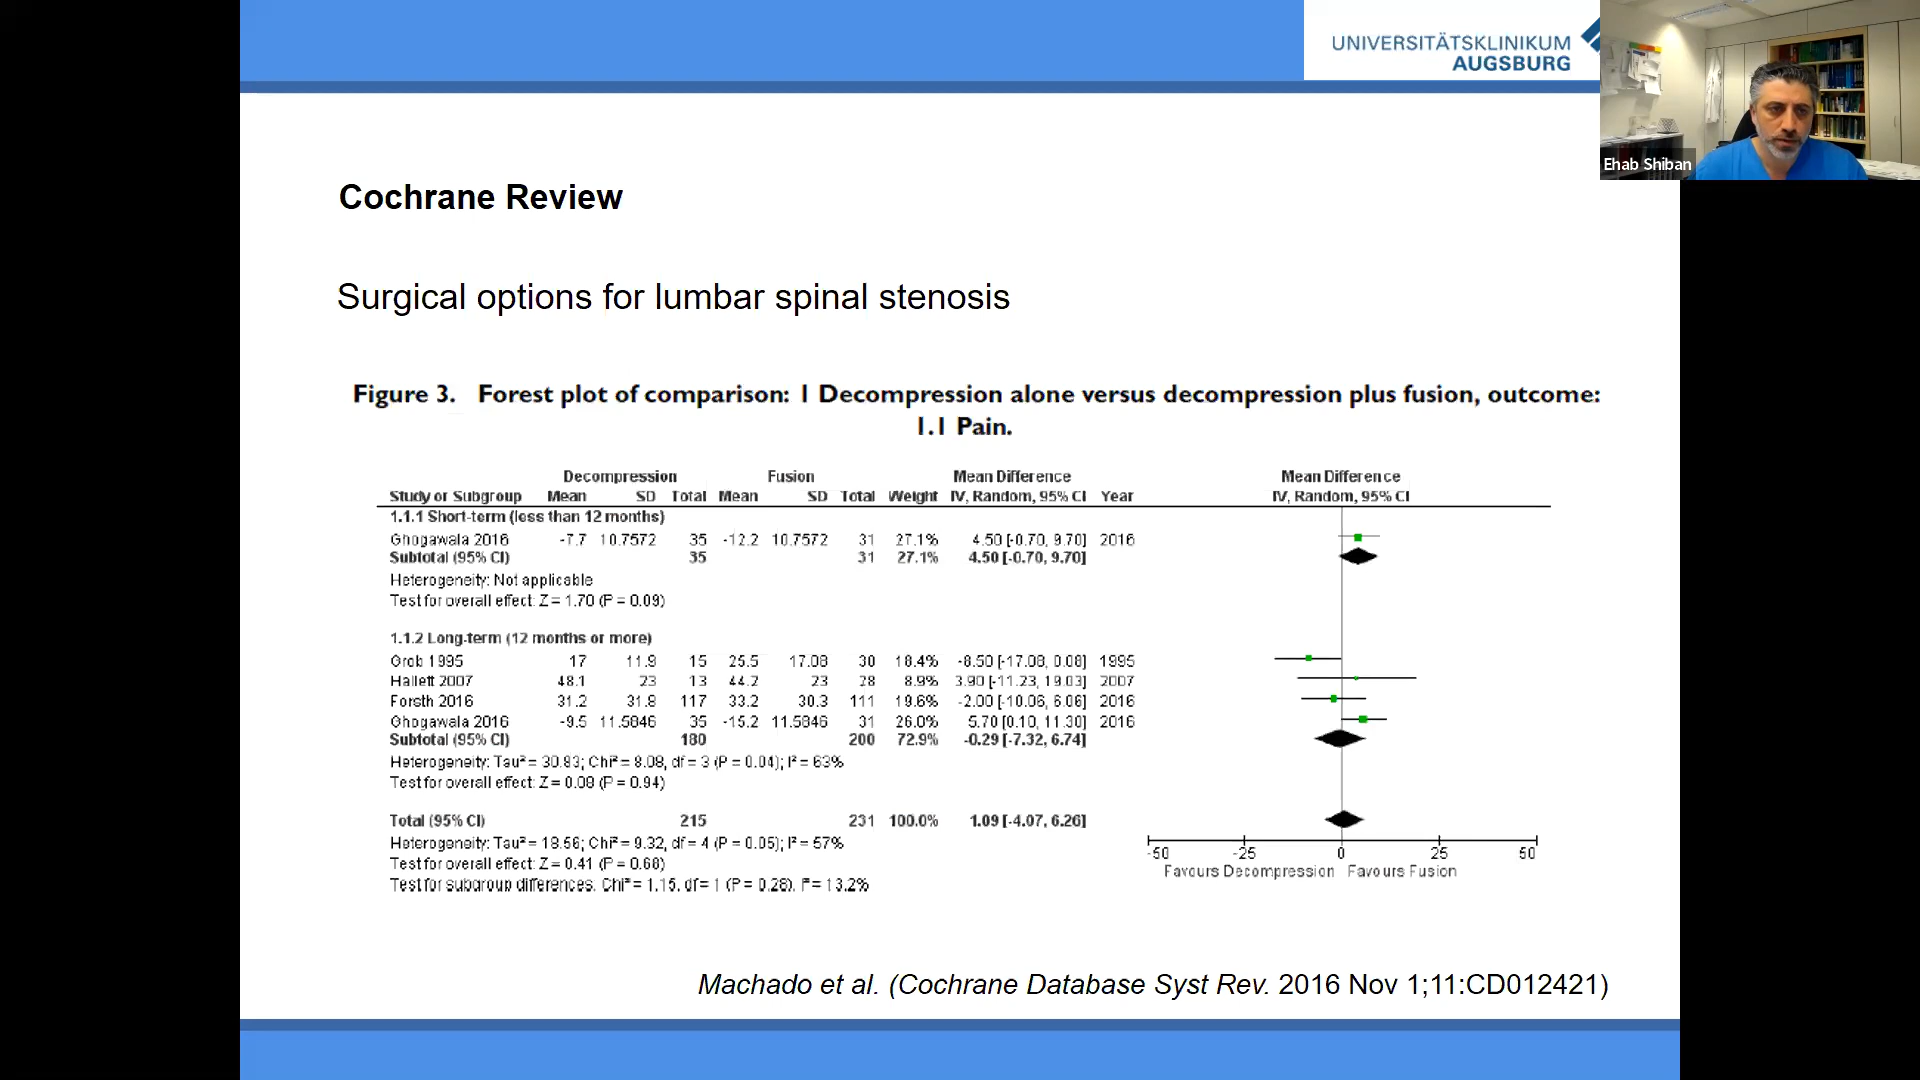 UNIVERSITÄTSKLINIKUM
AUGSBURG
Ehab Shiban
Cochrane Review
Surgical options for lumbar spinal stenosis
Figure 3. Forest plot of comparison: 1 Decompression alone versus decompression plus fusion, outcome:
1.1 Pain.
Decompression Fusion Mean Difference Mean Difference
Study or Subgroup Mean SD Total Mean SD Total Weight IV, Random, 95% CI Year IV, Random, 95% CI
1.1.1 Short-term (less than 12 months)
Ghogawala 2016 -7.7 10.7572 35 -12.2 10.7572 31 27.1% 4.50 [-0.70, 9.70] 2016
Subtotal (95% CI) 35 31 27.1% 4.50 [-0.70, 9.70]
Heterogeneity: Not applicable
Test for overall effect: Z = 1.70 (P = 0.09)
1.1.2 Long-term (12 months or more)
Grob 1995 17 11.9 15 25.5 17.08 30 18.4% -8.50 [-17.08, 0.08] 1995
Hallett 2007 48.1 23 13 44.2 23 28 8.9% 3.90 [-11.23, 19.03] 2007
Forsth 2016 31.2 31.8 117 33.2 30.3 111 19.6% -2.00 [-10.06, 6.06] 2016
Ghogawala 2016 -9.5 11.5846 35 -15.2 11.5846 31 26.0% 5.70 [0.10, 11.30] 2016
Subtotal (95% CI) 180 200 72.9% -0.29 [-7.32, 6.74]
Heterogeneity: Tau² = 30.83; Chi² = 8.08, df = 3 (P = 0.04); I² = 63%
Test for overall effect: Z = 0.08 (P = 0.94)
Total (95% CI) 215 231 100.0% 1.09 [-4.07, 6.26]
Heterogeneity: Tau² = 18.56; Chi² = 9.32, df = 4 (P = 0.05); I² = 57%
Test for overall effect: Z = 0.41 (P = 0.68)
Test for subgroup differences: Chi² = 1.15, df = 1 (P = 0.28), I² = 13.2%
-50 -25 0 25 50
Favours Decompression Favours Fusion
Machado et al. (Cochrane Database Syst Rev. 2016 Nov 1;11:CD012421)